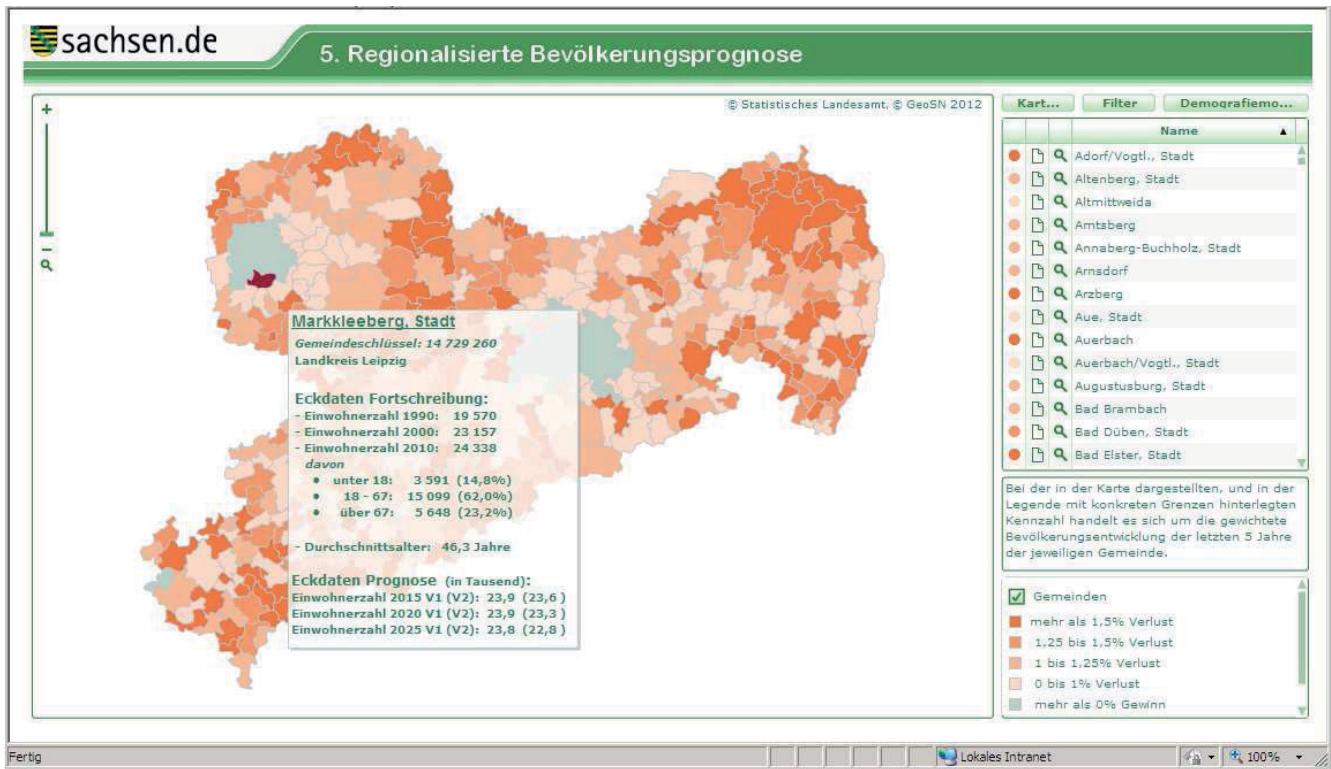 sachsen.de
5. Regionalisierte Bevölkerungsprognose
© Statistisches Landesamt, © GeoSN 2012
Kart... Filter Demografiemo...
Name
Adorf/Vogtl., Stadt
Altenberg, Stadt
Altmittweida
Amtsberg
Annaberg-Buchholz, Stadt
Arnsdorf
Arzberg
Aue, Stadt
Auerbach
Auerbach/Vogtl., Stadt
Augustusburg, Stadt
Bad Brambach
Bad Düben, Stadt
Bad Elster, Stadt
Markkleeberg, Stadt
Gemeindeschlüssel: 14 729 260
Landkreis Leipzig
Eckdaten Fortschreibung:
- Einwohnerzahl 1990: 19 570
- Einwohnerzahl 2000: 23 157
- Einwohnerzahl 2010: 24 338
davon
• unter 18: 3 591 (14,8%)
• 18 - 67: 15 099 (62,0%)
• über 67: 5 648 (23,2%)
- Durchschnittsalter: 46,3 Jahre
Eckdaten Prognose (in Tausend):
Einwohnerzahl 2015 V1 (V2): 23,9 (23,6 )
Einwohnerzahl 2020 V1 (V2): 23,9 (23,3 )
Einwohnerzahl 2025 V1 (V2): 23,8 (22,8 )
Bei der in der Karte dargestellten, und in der
Legende mit konkreten Grenzen hinterlegten
Kennzahl handelt es sich um die gewichtete
Bevölkerungsentwicklung der letzten 5 Jahre
der jeweiligen Gemeinde.
Gemeinden
mehr als 1,5% Verlust
1,25 bis 1,5% Verlust
1 bis 1,25% Verlust
0 bis 1% Verlust
mehr als 0% Gewinn
Fertig
Lokales Intranet
100%